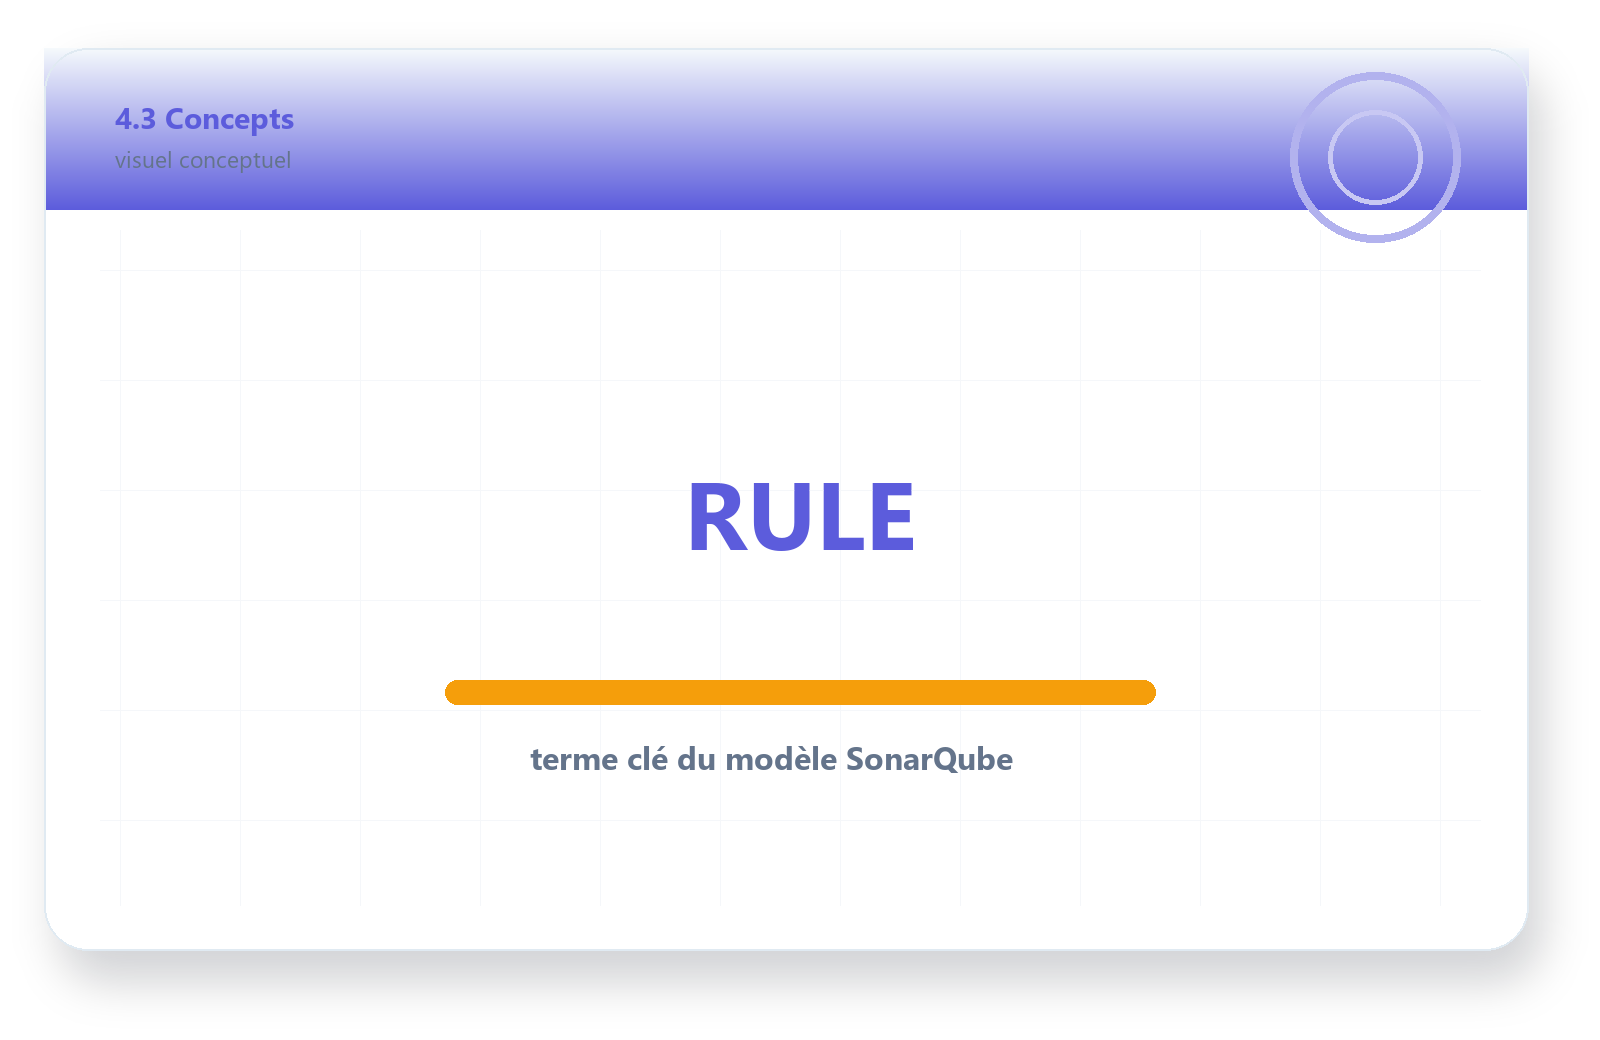 4.3 Concepts
visuel conceptuel
RULE
terme clé du modèle SonarQube